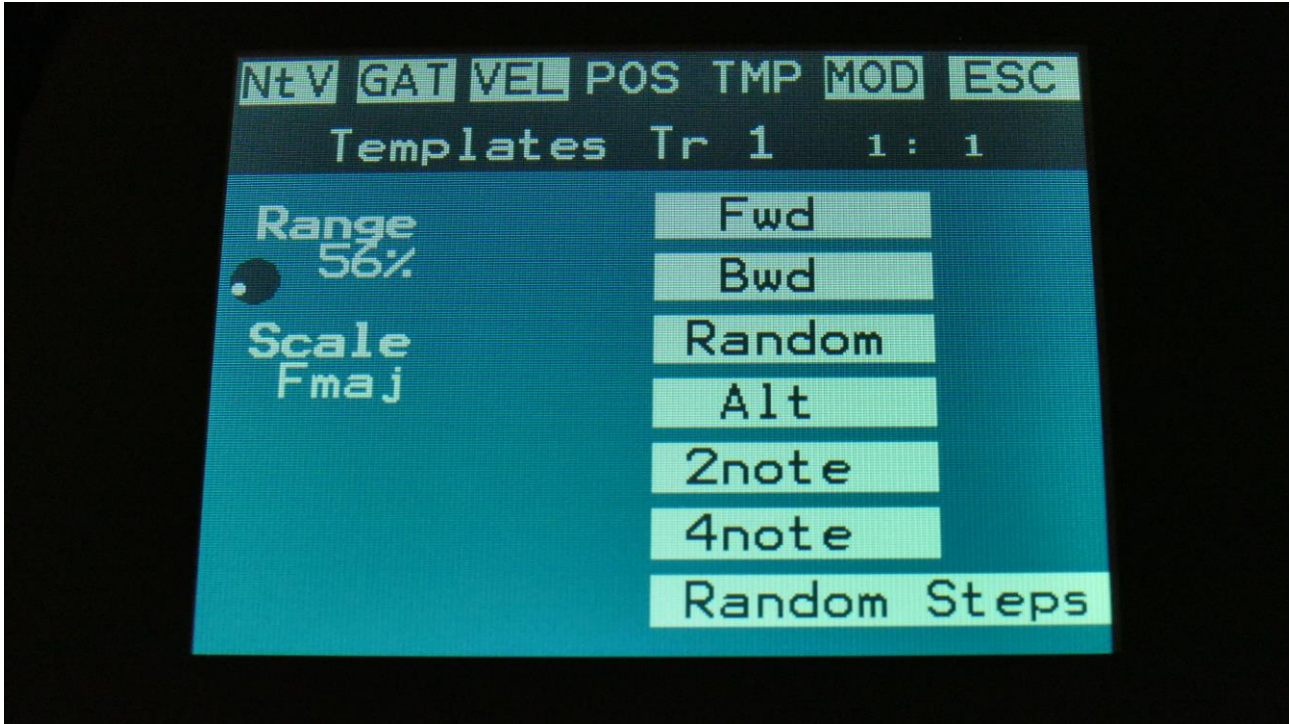 NtV GAT VEL POS TMP MOD ESC
Templates Tr 1 1: 1
Range
56%
Scale
Fmaj
Fwd
Bwd
Random
Alt
2note
4note
Random Steps